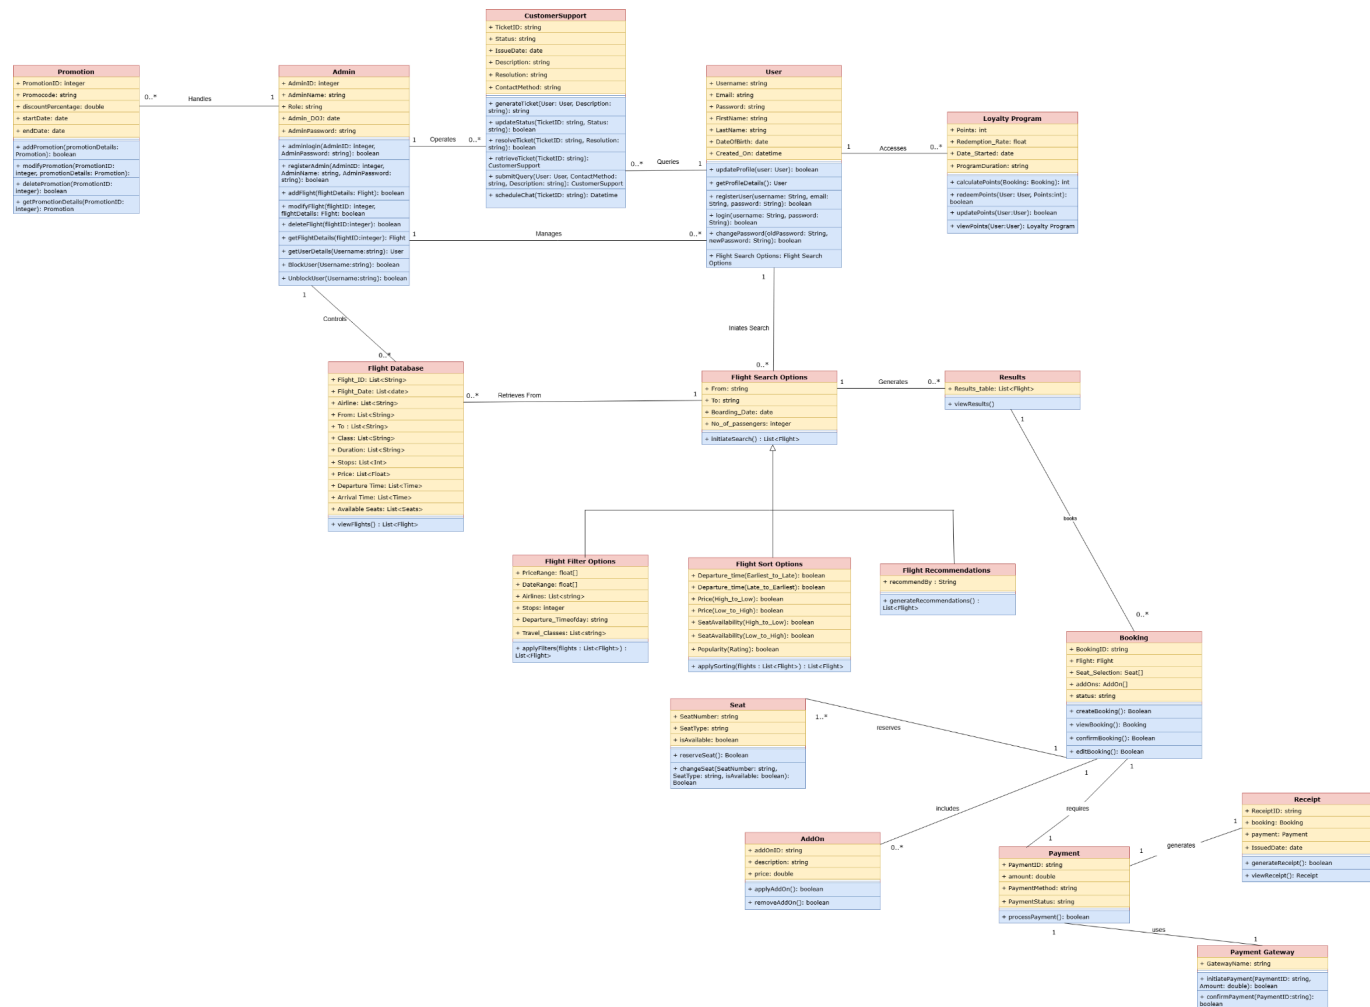 CustomerSupport
+ TicketID: string
+ Status: string
+ IssueDate: date
+ Description: string
+ Resolution: string
+ ContactMethod: string
+ generateTicket(User: User, Description:
string): string
+ updateStatus(TicketID: string, Status:
string): boolean
+ resolveTicket(TicketID: string, Resolution:
string): boolean
+ retrieveTicket(TicketID: string):
CustomerSupport
+ submitQuery(User: User, ContactMethod:
string, Description: string): CustomerSupport
+ scheduleChat(TicketID: string): Datetime
Promotion
+ PromotionID: integer
+ Promocode: string
+ discountPercentage: double
+ startDate: date
+ endDate: date
+ addPromotion(promotionDetails:
Promotion): boolean
+ modifyPromotion(PromotionID:
integer, promotionDetails: Promotion):
+ deletePromotion(PromotionID:
integer): boolean
+ getPromotionDetails(PromotionID:
integer): Promotion
0..*
Handles
1
Admin
+ AdminID: integer
+ AdminName: string
+ Role: string
+ Admin_DOJ: date
+ AdminPassword: string
+ adminlogin(AdminID: Integer,
AdminPassword: string): boolean
+ registerAdmin(AdminID: Integer,
AdminName: string, AdminPassword:
string): boolean
+ addFlight(flightDetails: Flight): boolean
+ modifyFlight(flightID: integer,
flightDetails: Flight): boolean
+ deleteFlight(flightID:integer): boolean
+ getFlightDetails(flightID:integer): Flight
+ getUserDetails(Username:string): User
+ BlockUser(Username:string): boolean
+ UnblockUser(Username:string): boolean
1
Operates
0..*
0..*
Queries
1
1
Manages
0..*
User
+ Username: string
+ Email: string
+ Password: string
+ FirstName: string
+ LastName: string
+ DateOfBirth: date
+ Created_On: datetime
+ updateProfile(user: User): boolean
+ getProfileDetails(): User
+ registerUser(username: String, email:
String, password: String): boolean
+ login(username: String, password:
String): boolean
+ changePassword(oldPassword: String,
newPassword: String): boolean
+ Flight Search Options: Flight Search
Options
1
Accesses
0..*
Loyalty Program
+ Points: int
+ Redemption_Rate: float
+ Date_Started: date
+ ProgramDuration: string
+ calculatePoints(Booking: Booking): int
+ redeemPoints(User: User, Points:int):
boolean
+ updatePoints(User:User): boolean
+ viewPoints(User:User): Loyalty Program
1
Controls
0..*
1
Iniates Search
0..*
Flight Database
+ Flight_ID: List<String>
+ Flight_Date: List<date>
+ Airline: List<String>
+ From: List<String>
+ To : List<String>
+ Class: List<String>
+ Duration: List<String>
+ Stops: List<Int>
+ Price: List<Float>
+ Departure Time: List<Time>
+ Arrival Time: List<Time>
+ Available Seats: List<Seats>
+ viewFlights() : List<Flight>
0..*
Retrieves From
1
Flight Search Options
+ From: string
+ To: string
+ Boarding_Date: date
+ No_of_passengers: integer
+ initiateSearch() : List<Flight>
1
Generates
0..*
Results
+ Results_table: List<Flight>
+ viewResults()
1
books
0..*
Flight Filter Options
+ PriceRange: float[]
+ DateRange: float[]
+ Airlines: List<string>
+ Stops: integer
+ Departure_Timeofday: string
+ Travel_Classes: List<string>
+ applyFilters(flights : List<Flight>) :
List<Flight>
Flight Sort Options
+ Departure_time(Earliest_to_Late): boolean
+ Departure_time(Late_to_Earliest): boolean
+ Price(High_to_Low): boolean
+ Price(Low_to_High): boolean
+ SeatAvailability(High_to_Low): boolean
+ SeatAvailability(Low_to_High): boolean
+ Popularity(Rating): boolean
+ applySorting(flights : List<Flight>) : List<Flight>
Flight Recommendations
+ recommendBy : String
+ generateRecommendations() :
List<Flight>
Booking
+ BookingID: string
+ Flight: Flight
+ Seat_Selection: Seat[]
+ addOns: AddOn[]
+ status: string
+ createBooking(): Boolean
+ viewBooking(): Booking
+ confirmBooking(): Boolean
+ editBooking(): Boolean
Seat
+ SeatNumber: string
+ SeatType: string
+ isAvailable: boolean
+ reserveSeat(): Boolean
+ changeSeat(SeatNumber: string,
SeatType: string, isAvailable: boolean):
Boolean
1..*
reserves
1
1
includes
0..*
1
requires
1
AddOn
+ addOnID: string
+ description: string
+ price: double
+ applyAddOn(): boolean
+ removeAddOn(): boolean
Payment
+ PaymentID: string
+ amount: double
+ PaymentMethod: string
+ PaymentStatus: string
+ processPayment(): boolean
1
generates
1
Receipt
+ ReceiptID: string
+ booking: Booking
+ payment: Payment
+ IssuedDate: date
+ generateReceipt(): boolean
+ viewReceipt(): Receipt
1
uses
1
Payment Gateway
+ GatewayName: string
+ initiatePayment(PaymentID: string,
Amount: double): boolean
+ confirmPayment(PaymentID:string):
boolean